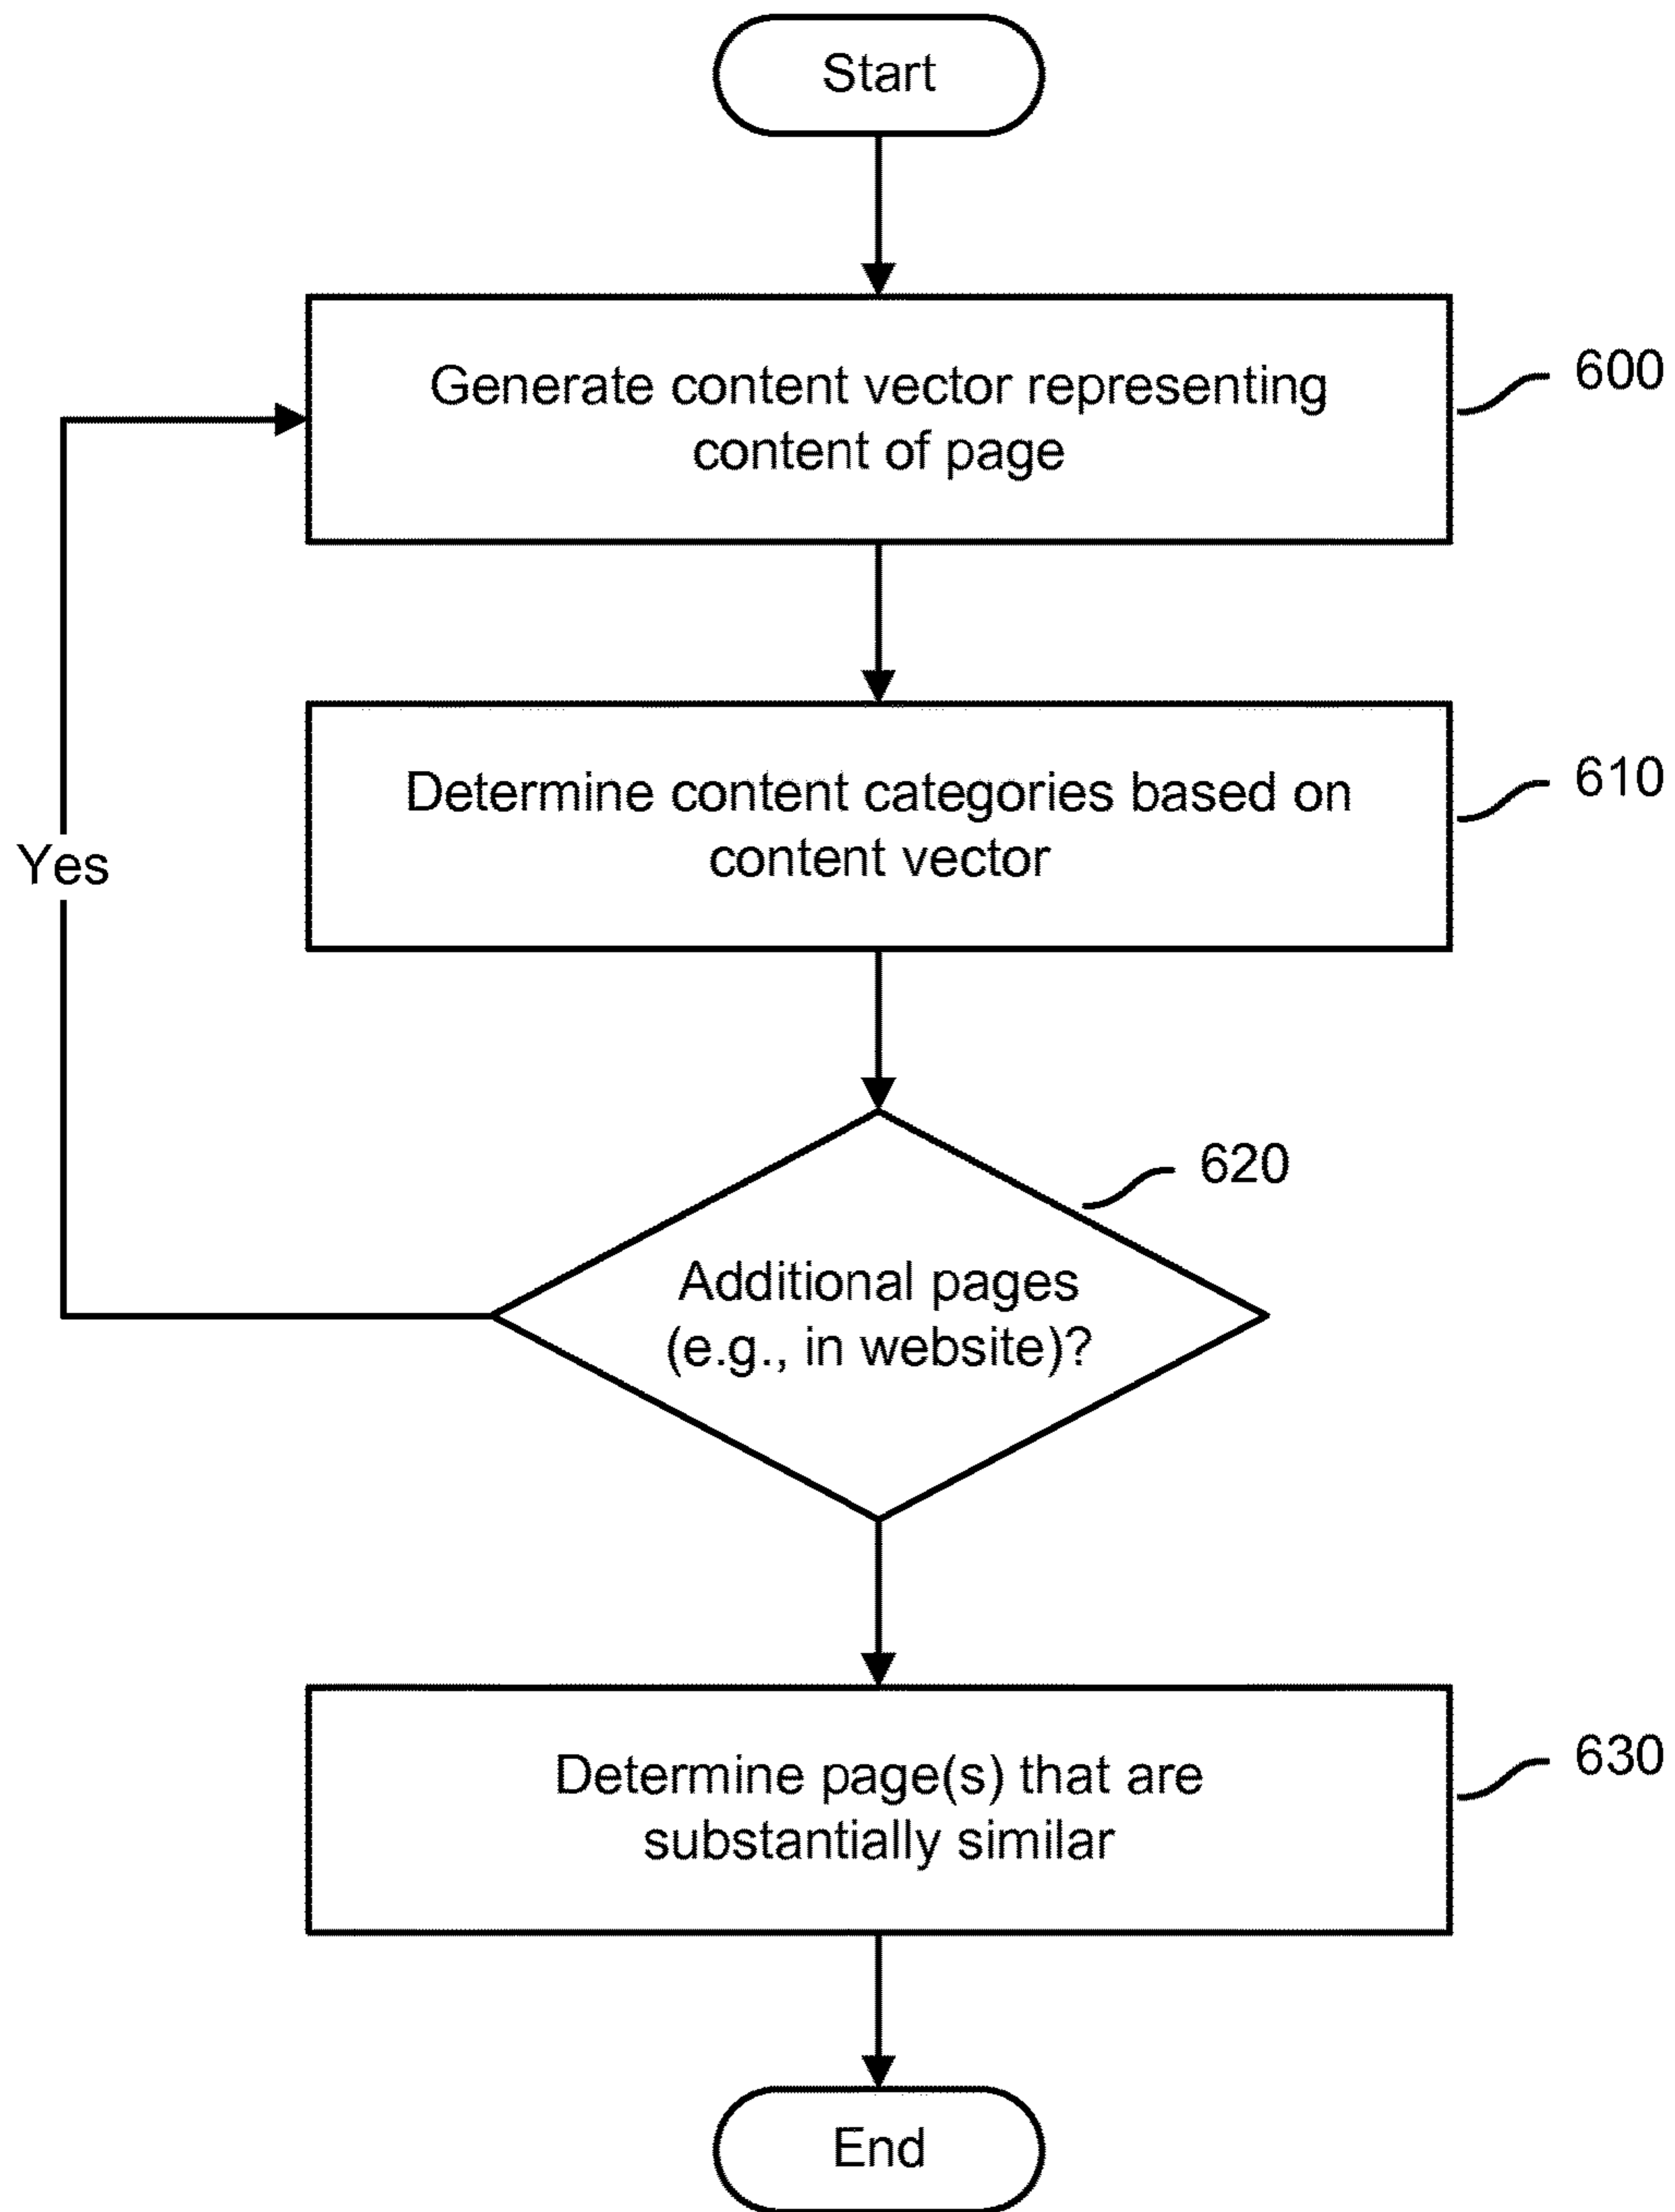 Start
Generate content vector representing
content of page
600
Determine content categories based on
content vector
610
Yes
620
Additional pages
(e.g., in website)?
Determine page(s) that are
substantially similar
630
End